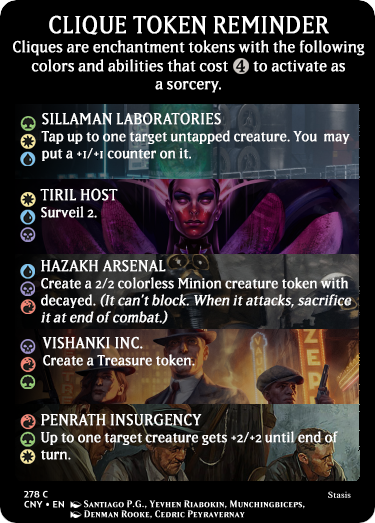 CLIQUE TOKEN REMINDER
Cliques are enchantment tokens with the following
colors and abilities that cost 4 to activate as
a sorcery.
SILLAMAN LABORATORIES
Tap up to one target untapped creature. You may
put a +1/+1 counter on it.
TIRIL HOST
Surveil 2.
HAZAKH ARSENAL
Create a 2/2 colorless Minion creature token with
decayed. (It can't block. When it attacks, sacrifice
it at end of combat.)
VISHANKI INC.
Create a Treasure token.
PENRATH INSURGENCY
Up to one target creature gets +2/+2 until end of
turn.
278 C
Stasis
CNY • EN Santiago P.G., Yevhen Riabokin, Munchingbiceps,
Denman Rooke, Cedric Peyravernay